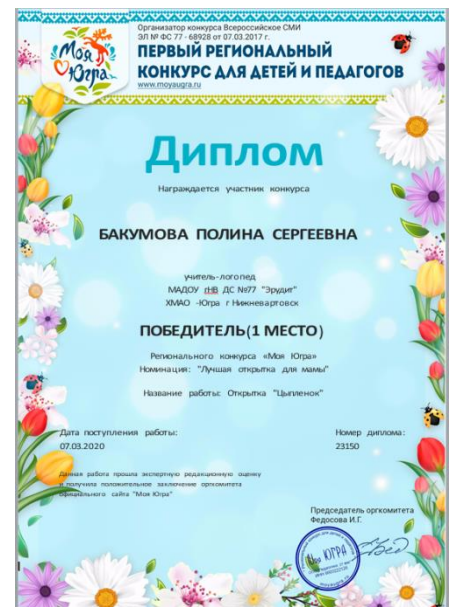 Моя Югра
Организатор конкурса Всероссийское СМИ
ЭЛ № ФС 77 - 68928 от 07.03.2017 г.
ПЕРВЫЙ РЕГИОНАЛЬНЫЙ
КОНКУРС ДЛЯ ДЕТЕЙ И ПЕДАГОГОВ
www.moyaugra.ru
Диплом
Награждается участник конкурса
БАКУМОВА ПОЛИНА СЕРГЕЕВНА
учитель-логопед
МАДОУ гНВ ДС №77 "Эрудит"
ХМАО -Югра г Нижневартовск
ПОБЕДИТЕЛЬ(1 МЕСТО)
Регионального конкурса «Моя Югра»
Номинация: "Лучшая открытка для мамы"
Название работы: Открытка "Цыпленок"
Дата поступления работы:
07.03.2020
Номер диплома:
23150
Данная работа прошла экспертную редакционную оценку
и получила положительное заключение оргкомитета
официального сайта "Моя Югра"
Председатель оргкомитета
Федосова И.Г.
Моя ЮГРА